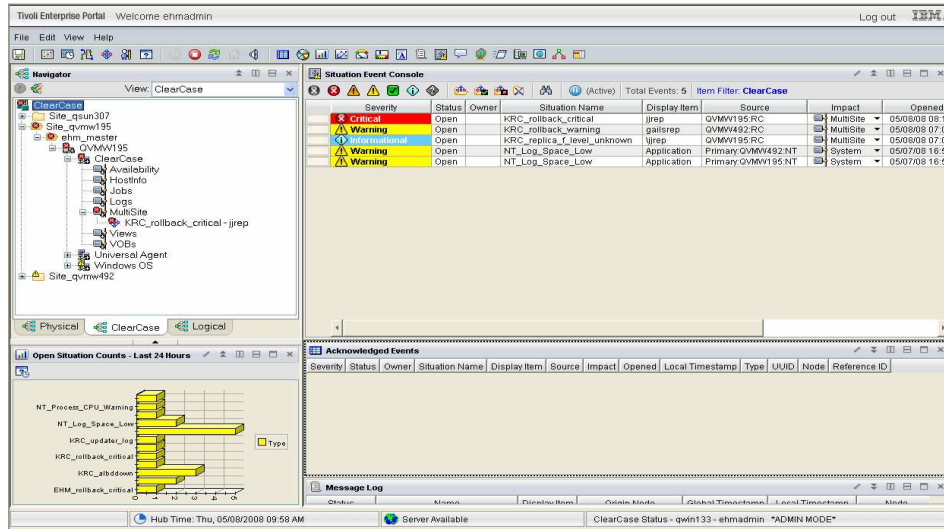 Tivoli Enterprise Portal Welcome ehmadmin Log out IBM
File Edit View Help
Navigator
View: ClearCase
ClearCase
Site_qsun307
Site_qvmw195
ehm_master
QVMW195
ClearCase
Availability
HostInfo
Jobs
Logs
MultiSite
KRC_rollback_critical - jjrep
Views
VOBs
Universal Agent
Windows OS
Site_qvmw492
Physical ClearCase Logical
Situation Event Console
(Active) Total Events: 5 Item Filter: ClearCase
Severity Status Owner Situation Name Display Item Source Impact Opened
Critical Open KRC_rollback_critical jjrep QVMW195:RC MultiSite 05/08/08 08:
Warning Open KRC_rollback_warning gailsrep QVMW492:RC MultiSite 05/08/08 07:
Informational Open KRC_replica_f_level_unknown \jjrep QVMW195:RC MultiSite 05/08/08 07:
Warning Open NT_Log_Space_Low Application Primary:QVMW492:NT System 05/07/08 16:
Warning Open NT_Log_Space_Low Application Primary:QVMW195:NT System 05/07/08 16:
Open Situation Counts - Last 24 Hours
NT_Process_CPU_Warning
NT_Log_Space_Low
KRC_updater_log
KRC_rollback_critical
KRC_albddown
EHM_rollback_critical
Type
Acknowledged Events
Severity Status Owner Situation Name Display Item Source Impact Opened Local Timestamp Type UUID Node Reference ID
Message Log
Status Name Display Item Origin Node Global Timestamp Local Timestamp Node
Hub Time: Thu, 05/08/2008 09:58 AM Server Available ClearCase Status - qwin133 - ehmadmin *ADMIN MODE*